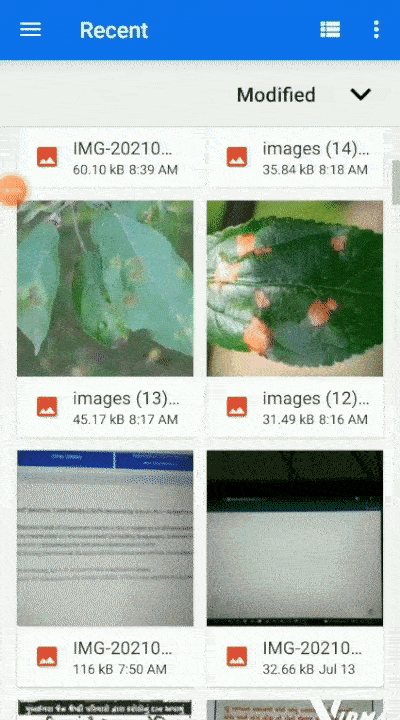 Recent
Modified
IMG-20210...
60.10 kB 8:39 AM
images (14)...
35.84 kB 8:18 AM
images (13)...
45.17 kB 8:17 AM
images (12)...
31.49 kB 8:16 AM
IMG-20210...
116 kB 7:50 AM
IMG-20210...
32.66 kB Jul 13